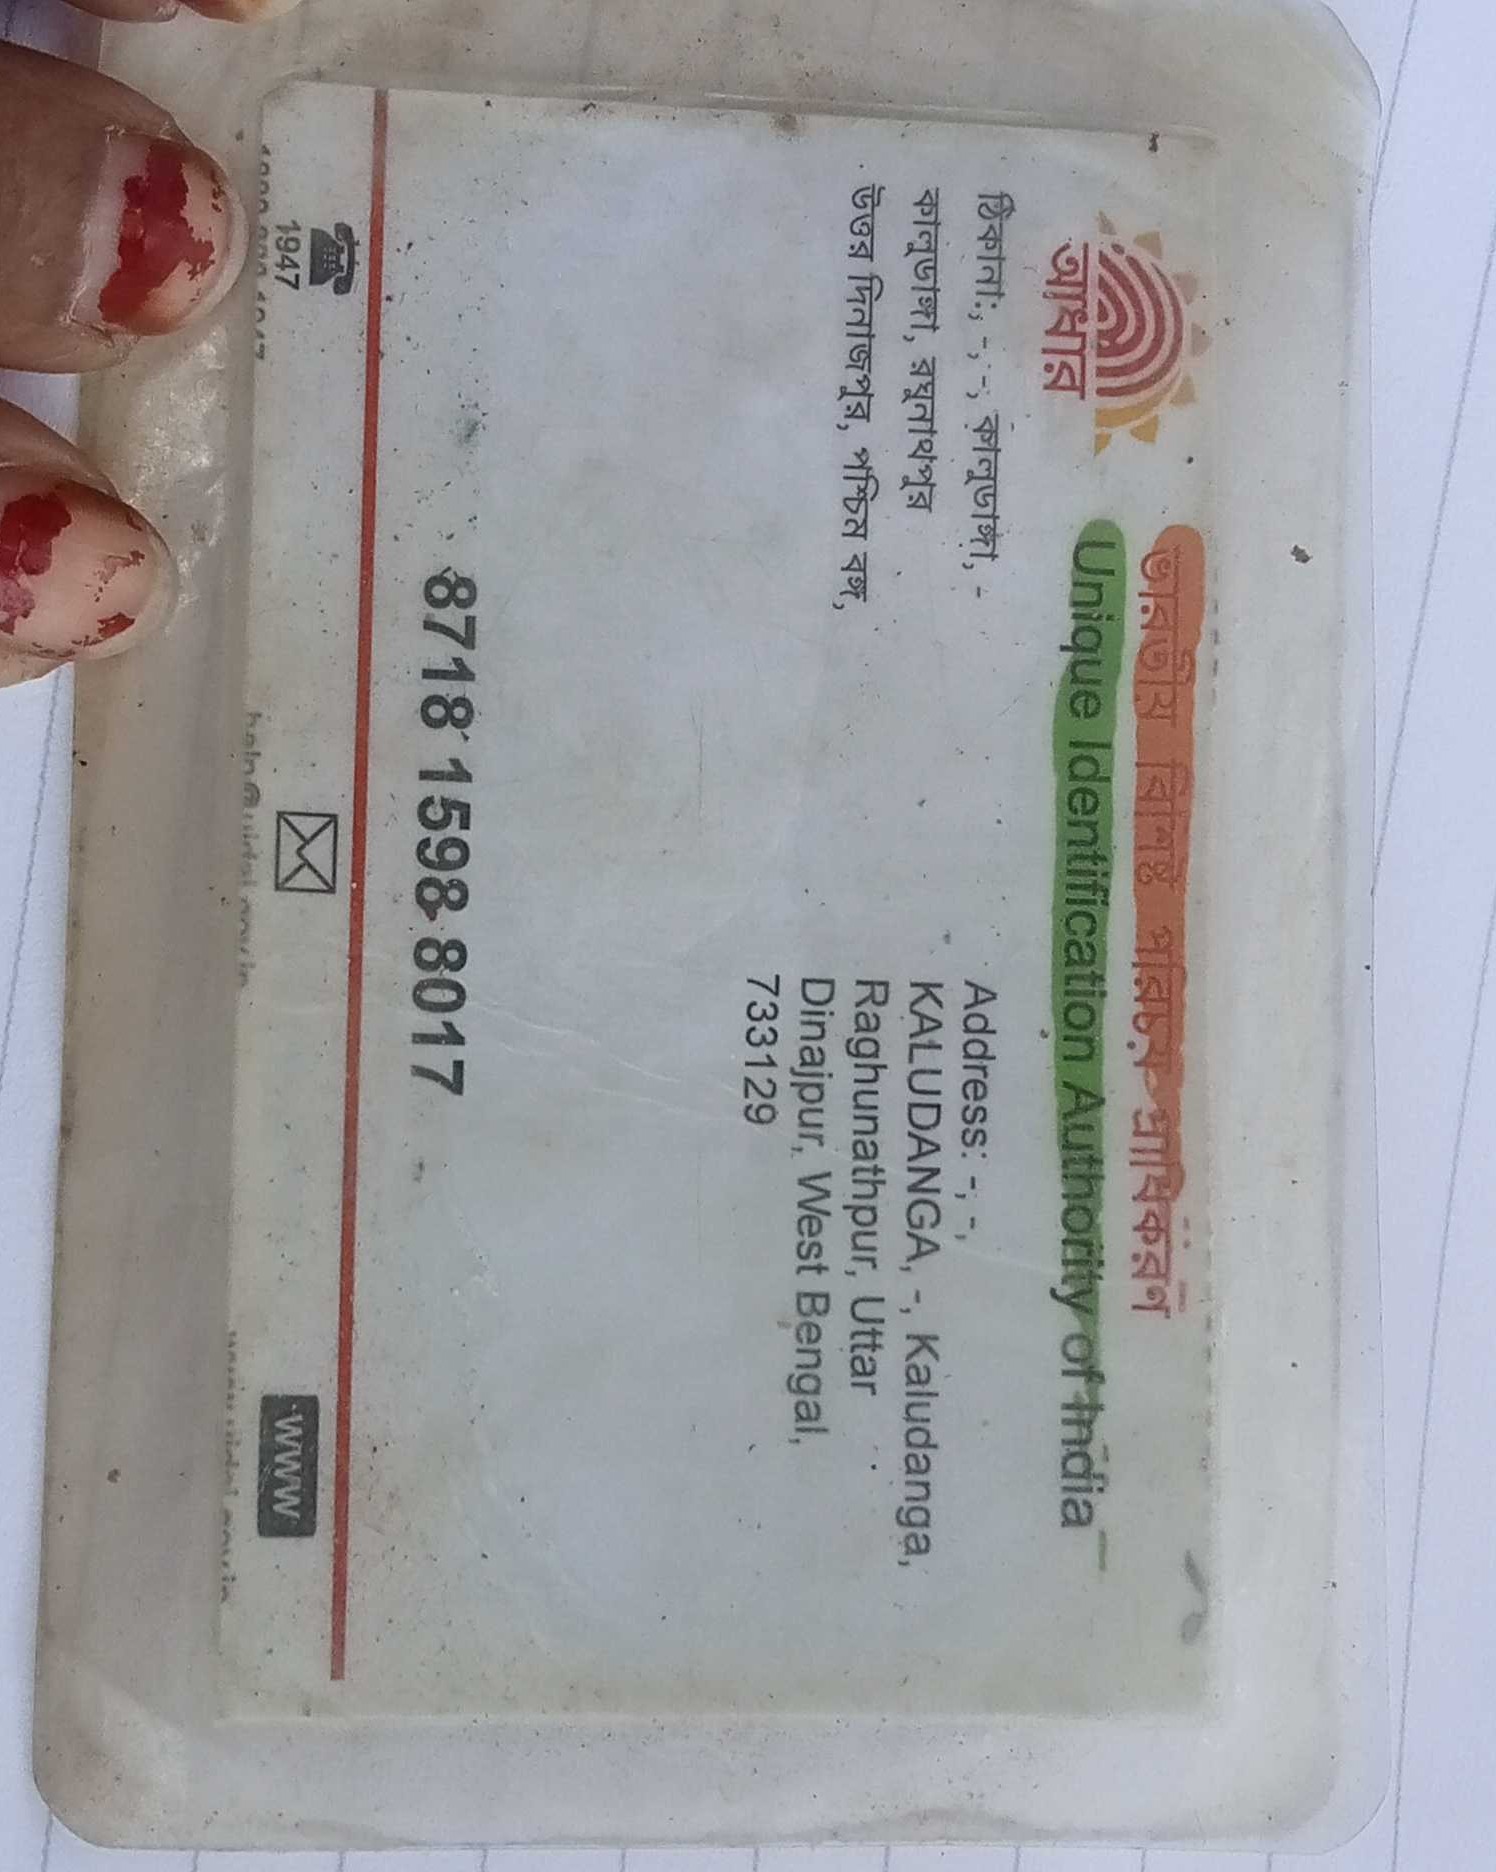 ভারতীয় বিশিষ্ট পরিচয় প্রাধিকরণ
Unique Identification Authority of India
আধার
ঠিকানা:, -, -, কালুডাঙ্গা, -
কালুডাঙ্গা, রঘুনাথপুর
উত্তর দিনাজপুর, পশ্চিম বঙ্গ,
Address: -, -,
KALUDANGA, -, Kaludanga,
Raghunathpur, Uttar
Dinajpur, West Bengal,
733129
8718 1598 8017
1947
www